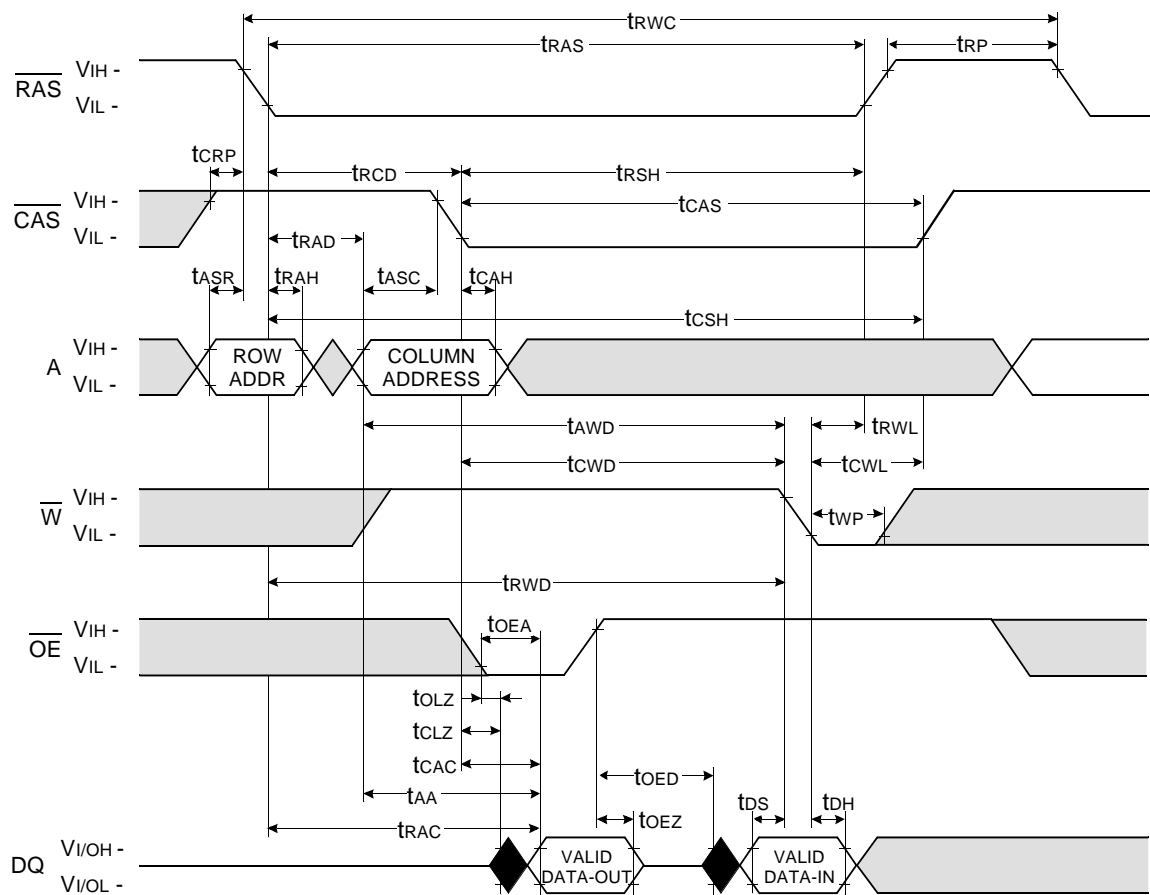 tRWC
tRAS
tRP
RAS
VIH -
VIL -
tCRP
tRCD
tRSH
CAS
VIH -
VIL -
tCAS
tRAD
tASR
tRAH
tASC
tCAH
tCSH
A
VIH -
VIL -
ROW
ADDR
COLUMN
ADDRESS
tAWD
tRWL
tCWD
tCWL
W
VIH -
VIL -
tWP
tRWD
OE
VIH -
VIL -
tOEA
tOLZ
tCLZ
tCAC
tOED
tAA
tDS
tDH
tRAC
tOEZ
DQ
VI/OH -
VI/OL -
VALID
DATA-OUT
VALID
DATA-IN